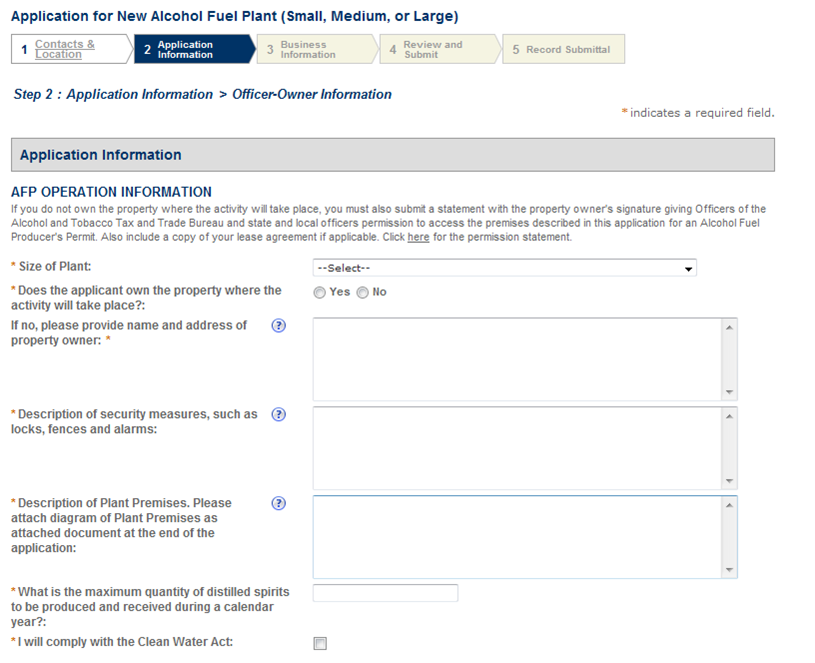 Application for New Alcohol Fuel Plant (Small, Medium, or Large)
1 Contacts & Location
2 Application Information
3 Business Information
4 Review and Submit
5 Record Submittal
Step 2 : Application Information > Officer-Owner Information
* indicates a required field.
Application Information
AFP OPERATION INFORMATION
If you do not own the property where the activity will take place, you must also submit a statement with the property owner's signature giving Officers of the
Alcohol and Tobacco Tax and Trade Bureau and state and local officers permission to access the premises described in this application for an Alcohol Fuel
Producer's Permit. Also include a copy of your lease agreement if applicable. Click here for the permission statement.
* Size of Plant:
--Select--
* Does the applicant own the property where the
activity will take place?:
Yes No
If no, please provide name and address of
property owner: *
?
* Description of security measures, such as
locks, fences and alarms:
?
* Description of Plant Premises. Please
attach diagram of Plant Premises as
attached document at the end of the
application:
?
* What is the maximum quantity of distilled spirits
to be produced and received during a calendar
year?:
* I will comply with the Clean Water Act: